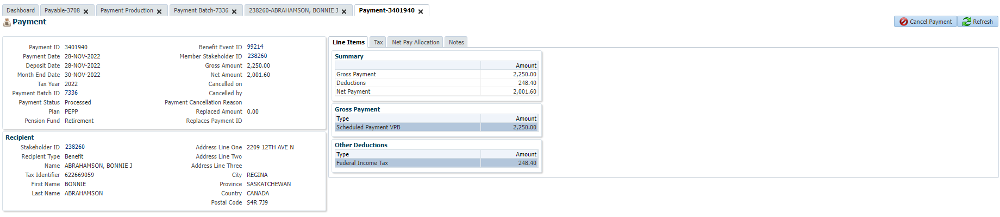 Dashboard Payable-3708 Payment Production Payment Batch-7336 238260-ABRAHAMSON, BONNIE J Payment-3401940
Payment
Cancel Payment Refresh
Payment ID 3401940
Payment Date 28-NOV-2022
Deposit Date 28-NOV-2022
Month End Date 30-NOV-2022
Tax Year 2022
Payment Batch ID 7336
Payment Status Processed
Plan PEPP
Pension Fund Retirement
Benefit Event ID 99214
Member Stakeholder ID 238260
Gross Amount 2,250.00
Net Amount 2,001.60
Cancelled on
Cancelled by
Payment Cancellation Reason
Replaced Amount 0.00
Replaces Payment ID
Recipient
Stakeholder ID 238260
Recipient Type Benefit
Name ABRAHAMSON, BONNIE J
Tax Identifier 622669059
First Name BONNIE
Last Name ABRAHAMSON
Address Line One 2209 12TH AVE N
Address Line Two
Address Line Three
City REGINA
Province SASKATCHEWAN
Country CANADA
Postal Code S4R 7J9
Line Items Tax Net Pay Allocation Notes
Summary
Amount
Gross Payment 2,250.00
Deductions 248.40
Net Payment 2,001.60
Gross Payment
Type Amount
Scheduled Payment VPB 2,250.00
Other Deductions
Type Amount
Federal Income Tax 248.40